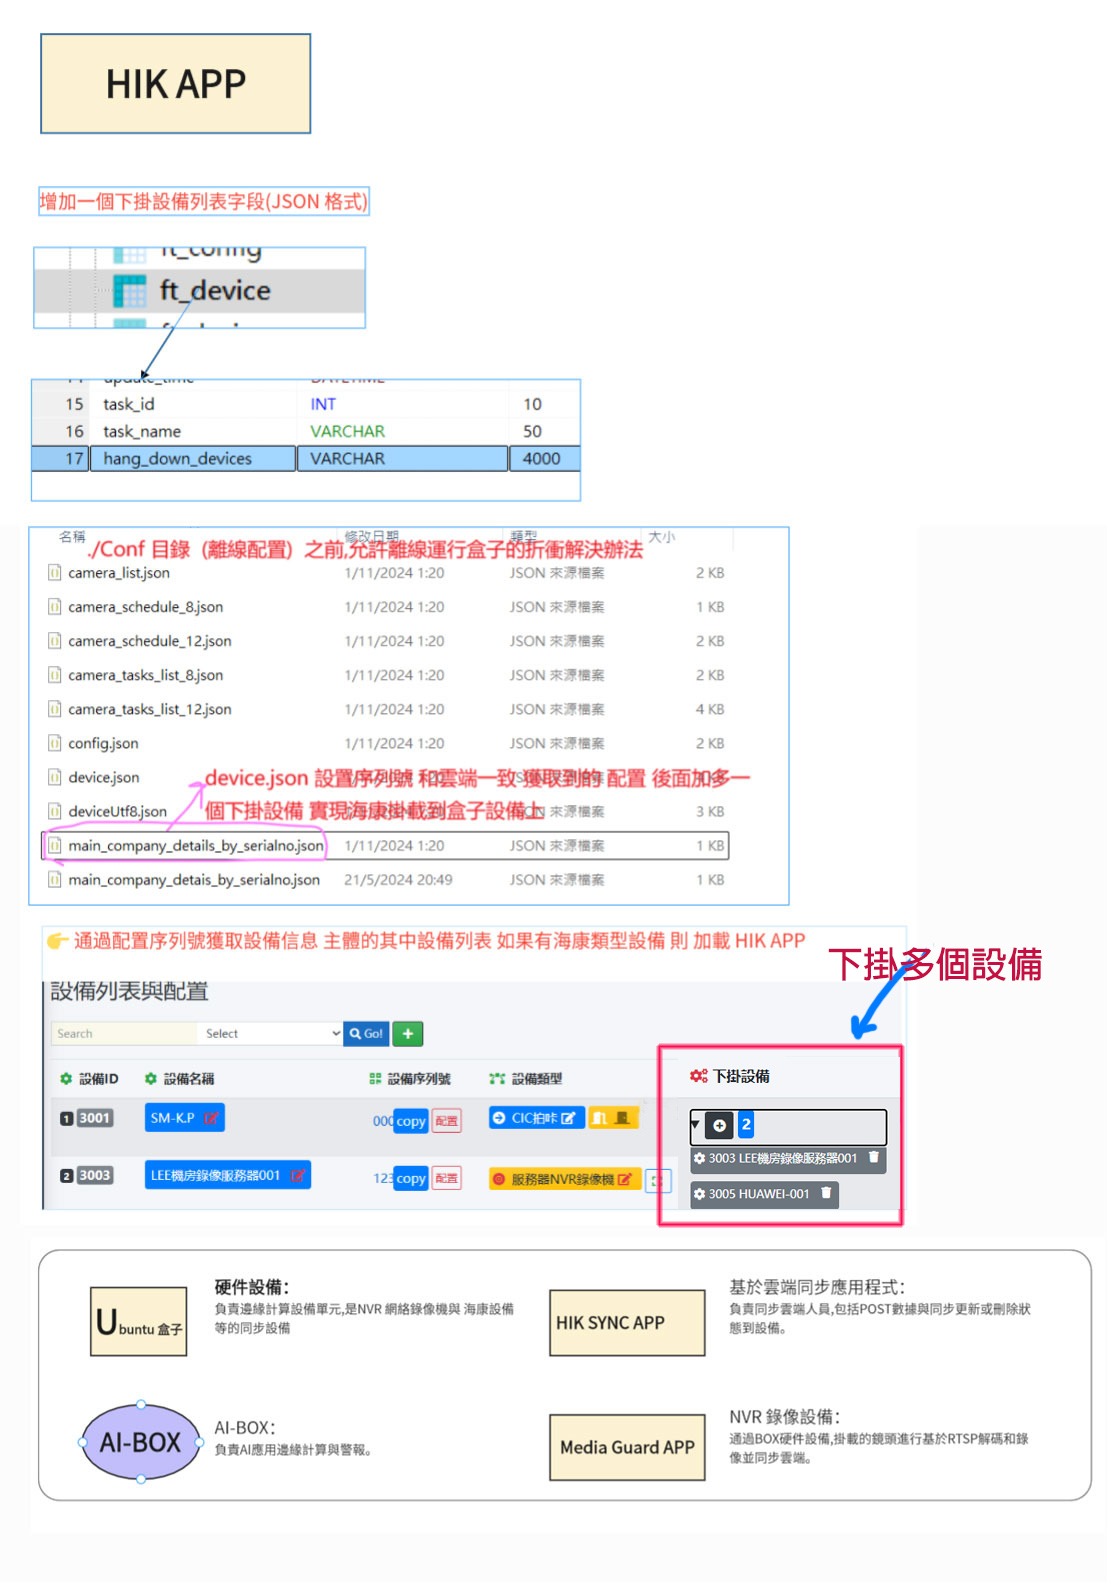 HIK APP
增加一個下掛設備列表字段(JSON 格式)
ft_config
ft_device
update_time DATETIME
15 task_id INT 10
16 task_name VARCHAR 50
17 hang_down_devices VARCHAR 4000
名稱 修改日期 類型 大小
./Conf 目錄 (離線配置) 之前,允許離線運行盒子的折衝解決辦法
camera_list.json 1/11/2024 1:20 JSON 來源檔案 2 KB
camera_schedule_8.json 1/11/2024 1:20 JSON 來源檔案 1 KB
camera_schedule_12.json 1/11/2024 1:20 JSON 來源檔案 2 KB
camera_tasks_list_8.json 1/11/2024 1:20 JSON 來源檔案 2 KB
camera_tasks_list_12.json 1/11/2024 1:20 JSON 來源檔案 4 KB
config.json 1/11/2024 1:20 JSON 來源檔案 2 KB
device.json
device.json 設置序列號 和雲端一致 獲取到的 配置 後面加多一
個下掛設備 實現海康掛載到盒子設備上
deviceUtf8.json 3 KB
main_company_details_by_serialno.json 1/11/2024 1:20 JSON 來源檔案 1 KB
main_company_detais_by_serialno.json 21/5/2024 20:49 JSON 來源檔案 1 KB
👉 通過配置序列號獲取設備信息 主體的其中設備列表 如果有海康類型設備 則 加載 HIK APP
下掛多個設備
設備列表與配置
Search Select Go!
設備ID 設備名稱 設備序列號 設備類型 下掛設備
1 3001 SM-K.P 000 copy 配置 CIC拍咔 2
3003 LEE機房錄像服務器001
2 3003 LEE機房錄像服務器001 123 copy 配置 服務器NVR錄像機
3005 HUAWEI-001
Ubuntu 盒子
硬件設備：
負責邊緣計算設備單元,是NVR 網絡錄像機與 海康設備
等的同步設備
HIK SYNC APP
基於雲端同步應用程式：
負責同步雲端人員,包括POST數據與同步更新或刪除狀
態到設備。
AI-BOX
AI-BOX：
負責AI應用邊緣計算與警報。
Media Guard APP
NVR 錄像設備：
通過BOX硬件設備,掛載的鏡頭進行基於RTSP解碼和錄
像並同步雲端。